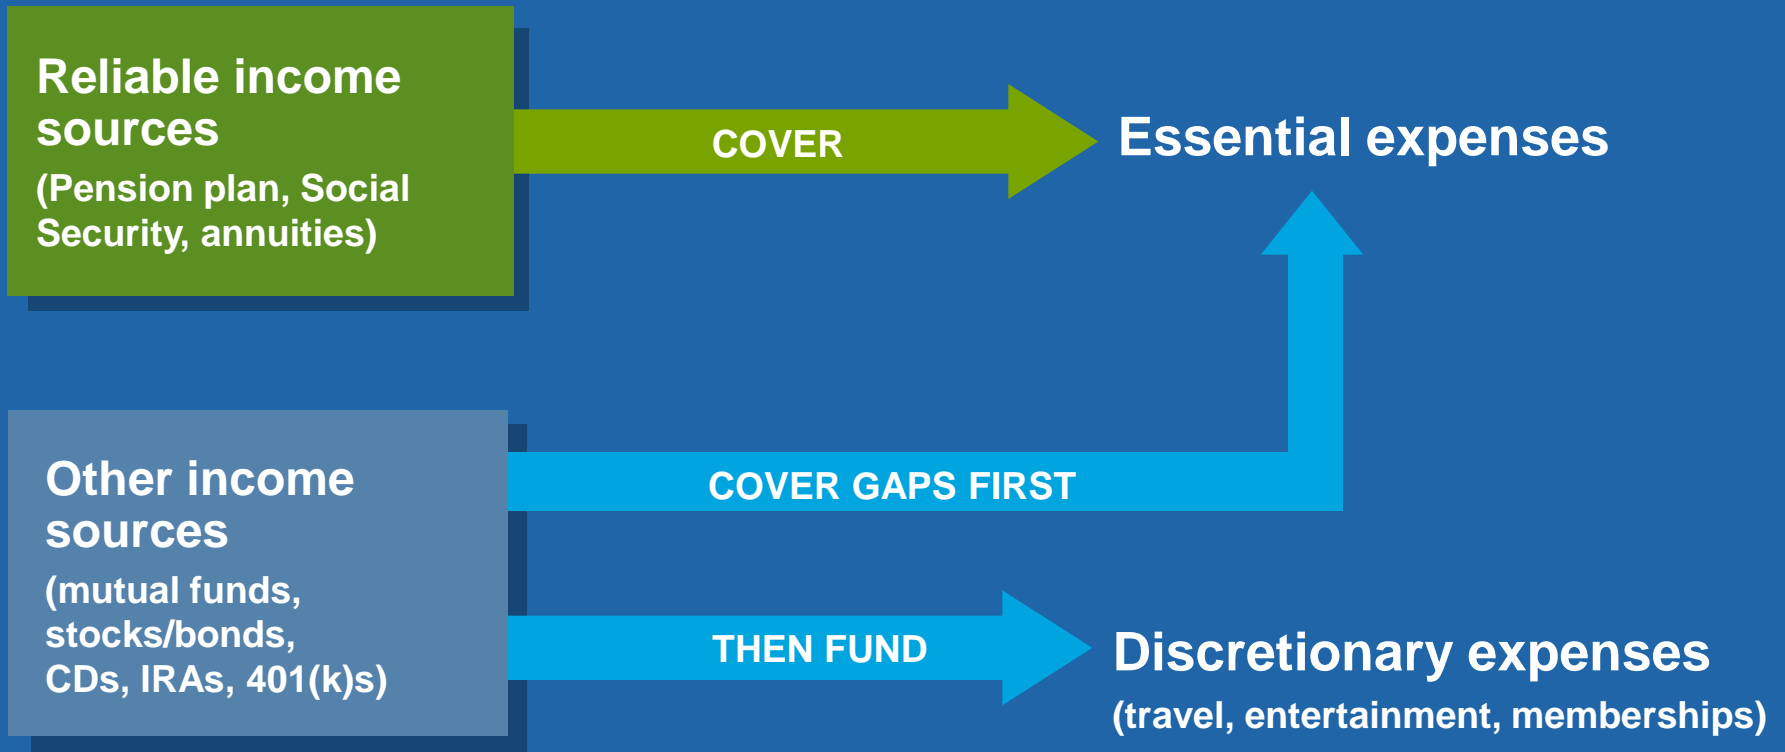 Reliable income
sources
(Pension plan, Social
Security, annuities)
COVER
Essential expenses
Other income
sources
(mutual funds,
stocks/bonds,
CDs, IRAs, 401(k)s)
COVER GAPS FIRST
THEN FUND
Discretionary expenses
(travel, entertainment, memberships)